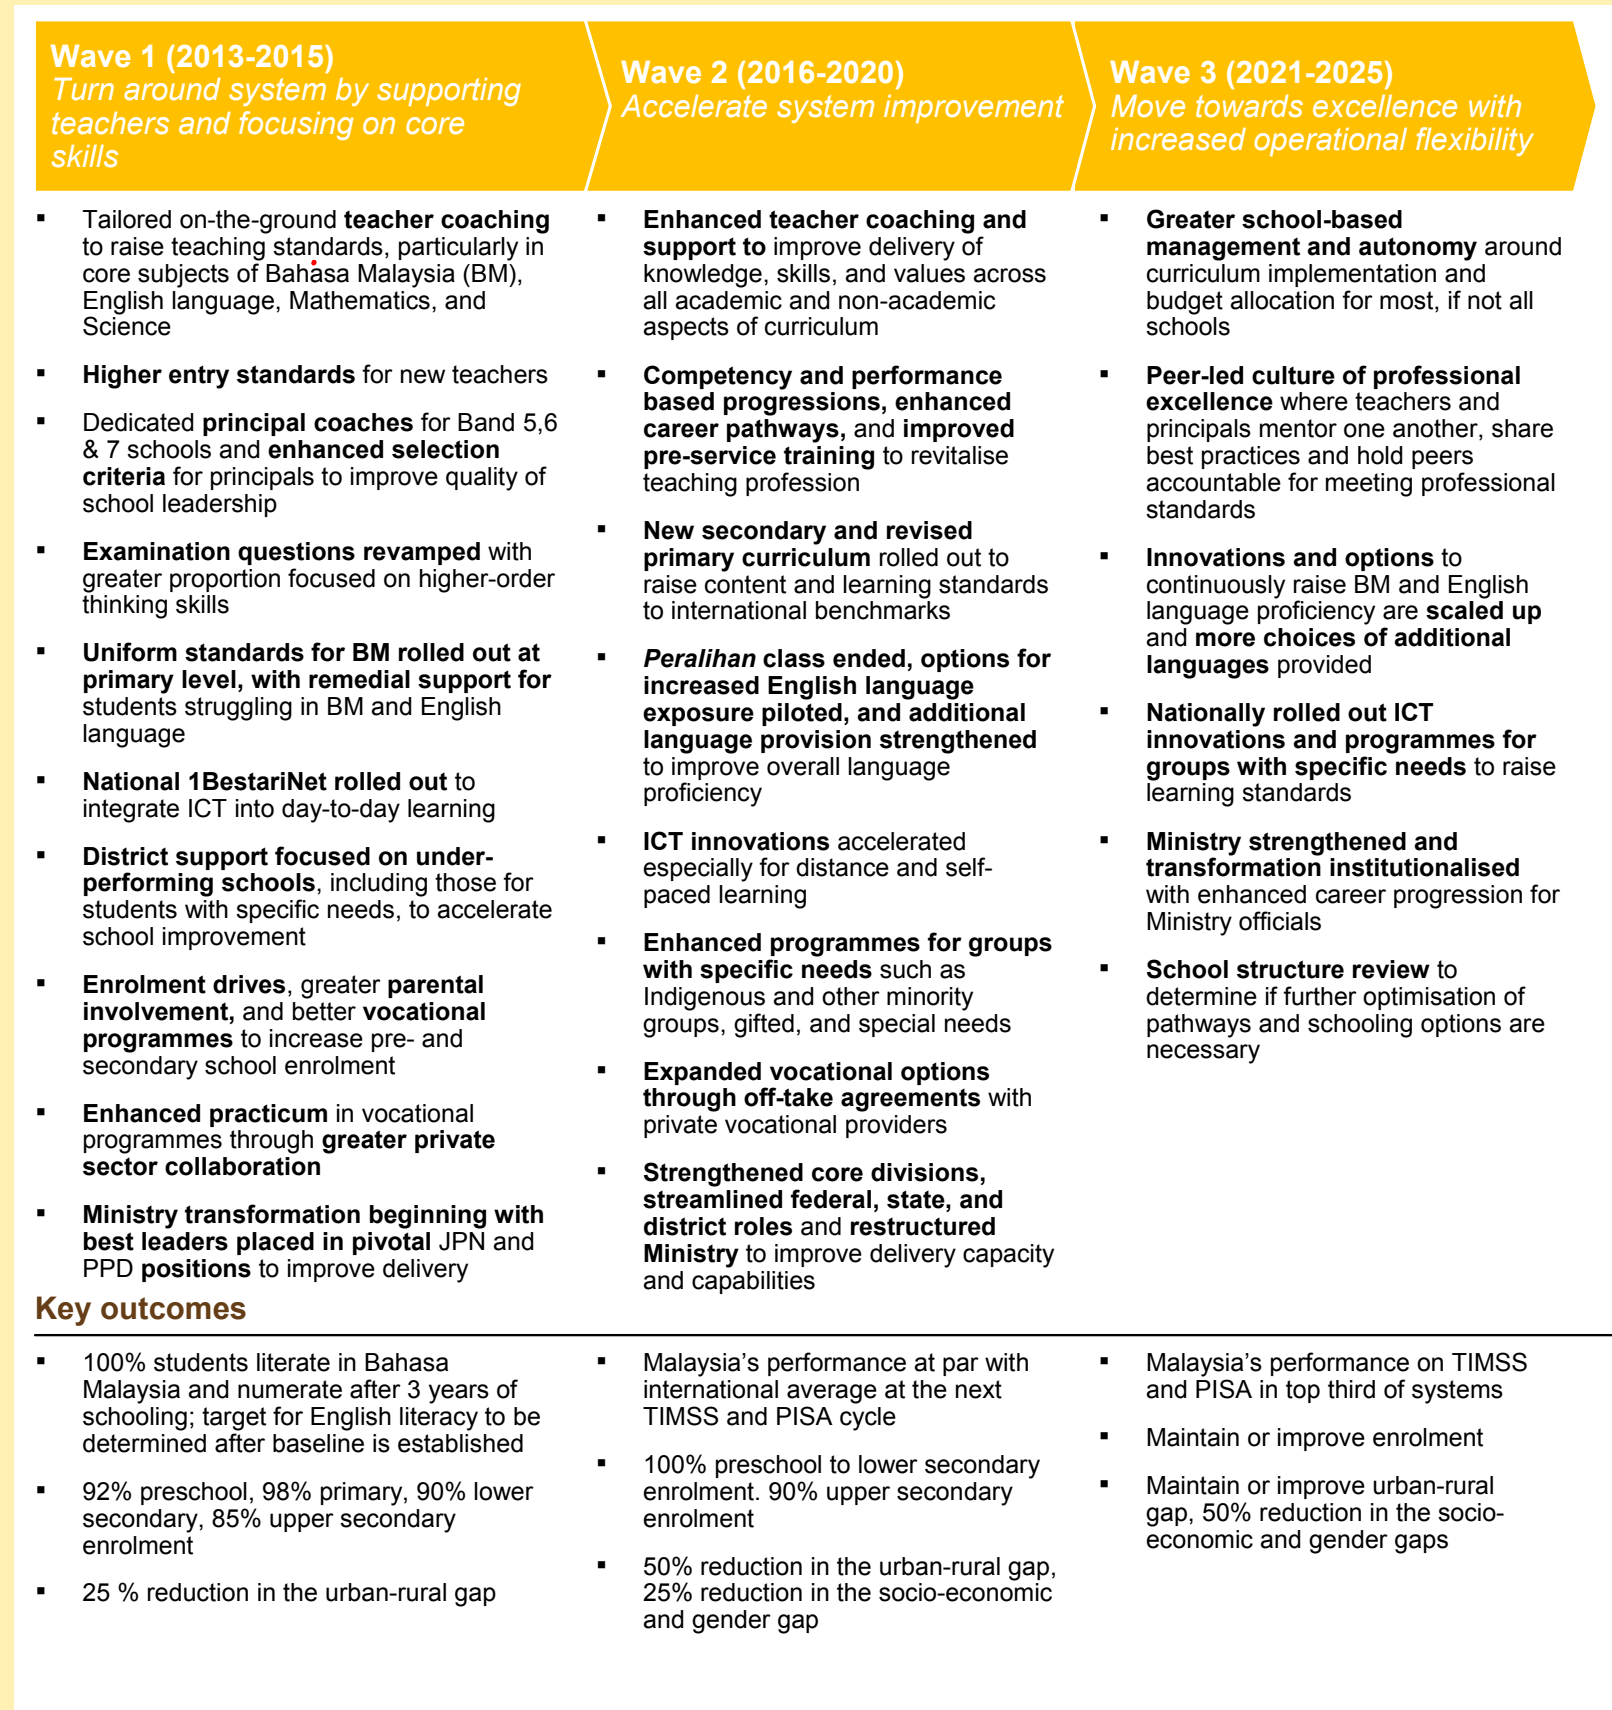 Wave 1 (2013-2015)
Turn around system by supporting
teachers and focusing on core
skills
Wave 2 (2016-2020)
Accelerate system improvement
Wave 3 (2021-2025)
Move towards excellence with
increased operational flexibility
▪ Tailored on-the-ground teacher coaching
to raise teaching standards, particularly in
core subjects of Bahasa Malaysia (BM),
English language, Mathematics, and
Science
▪ Higher entry standards for new teachers
▪ Dedicated principal coaches for Band 5,6
& 7 schools and enhanced selection
criteria for principals to improve quality of
school leadership
▪ Examination questions revamped with
greater proportion focused on higher-order
thinking skills
▪ Uniform standards for BM rolled out at
primary level, with remedial support for
students struggling in BM and English
language
▪ National 1BestariNet rolled out to
integrate ICT into day-to-day learning
▪ District support focused on under-
performing schools, including those for
students with specific needs, to accelerate
school improvement
▪ Enrolment drives, greater parental
involvement, and better vocational
programmes to increase pre- and
secondary school enrolment
▪ Enhanced practicum in vocational
programmes through greater private
sector collaboration
▪ Ministry transformation beginning with
best leaders placed in pivotal JPN and
PPD positions to improve delivery
▪ Enhanced teacher coaching and
support to improve delivery of
knowledge, skills, and values across
all academic and non-academic
aspects of curriculum
▪ Competency and performance
based progressions, enhanced
career pathways, and improved
pre-service training to revitalise
teaching profession
▪ New secondary and revised
primary curriculum rolled out to
raise content and learning standards
to international benchmarks
▪ Peralihan class ended, options for
increased English language
exposure piloted, and additional
language provision strengthened
to improve overall language
proficiency
▪ ICT innovations accelerated
especially for distance and self-
paced learning
▪ Enhanced programmes for groups
with specific needs such as
Indigenous and other minority
groups, gifted, and special needs
▪ Expanded vocational options
through off-take agreements with
private vocational providers
▪ Strengthened core divisions,
streamlined federal, state, and
district roles and restructured
Ministry to improve delivery capacity
and capabilities
▪ Greater school-based
management and autonomy around
curriculum implementation and
budget allocation for most, if not all
schools
▪ Peer-led culture of professional
excellence where teachers and
principals mentor one another, share
best practices and hold peers
accountable for meeting professional
standards
▪ Innovations and options to
continuously raise BM and English
language proficiency are scaled up
and more choices of additional
languages provided
▪ Nationally rolled out ICT
innovations and programmes for
groups with specific needs to raise
learning standards
▪ Ministry strengthened and
transformation institutionalised
with enhanced career progression for
Ministry officials
▪ School structure review to
determine if further optimisation of
pathways and schooling options are
necessary
Key outcomes
▪ 100% students literate in Bahasa
Malaysia and numerate after 3 years of
schooling; target for English literacy to be
determined after baseline is established
▪ 92% preschool, 98% primary, 90% lower
secondary, 85% upper secondary
enrolment
▪ 25 % reduction in the urban-rural gap
▪ Malaysia’s performance at par with
international average at the next
TIMSS and PISA cycle
▪ 100% preschool to lower secondary
enrolment. 90% upper secondary
enrolment
▪ 50% reduction in the urban-rural gap,
25% reduction in the socio-economic
and gender gap
▪ Malaysia’s performance on TIMSS
and PISA in top third of systems
▪ Maintain or improve enrolment
▪ Maintain or improve urban-rural
gap, 50% reduction in the socio-
economic and gender gaps